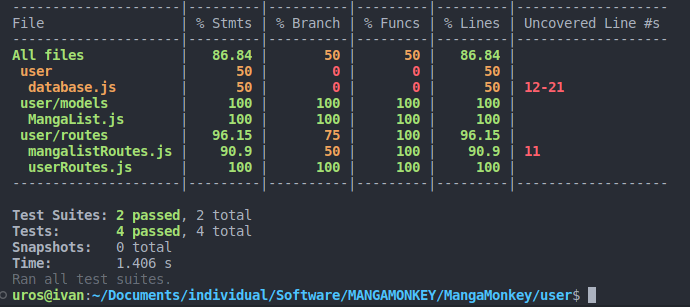 -------------------|---------|----------|---------|---------|-------------------
File               | % Stmts | % Branch | % Funcs | % Lines | Uncovered Line #s
-------------------|---------|----------|---------|---------|-------------------
All files          |   86.84 |       50 |      50 |   86.84 |
 user              |      50 |        0 |       0 |      50 |
  database.js      |      50 |        0 |       0 |      50 | 12-21
 user/models       |     100 |      100 |     100 |     100 |
  MangaList.js     |     100 |      100 |     100 |     100 |
 user/routes       |   96.15 |       75 |     100 |   96.15 |
  mangalistRoutes.js |    90.9 |       50 |     100 |    90.9 | 11
  userRoutes.js    |     100 |      100 |     100 |     100 |
-------------------|---------|----------|---------|---------|-------------------
Test Suites: 2 passed, 2 total
Tests:       4 passed, 4 total
Snapshots:   0 total
Time:        1.406 s
Ran all test suites.
uros@ivan:~/Documents/individual/Software/MANGAMONKEY/MangaMonkey/user$